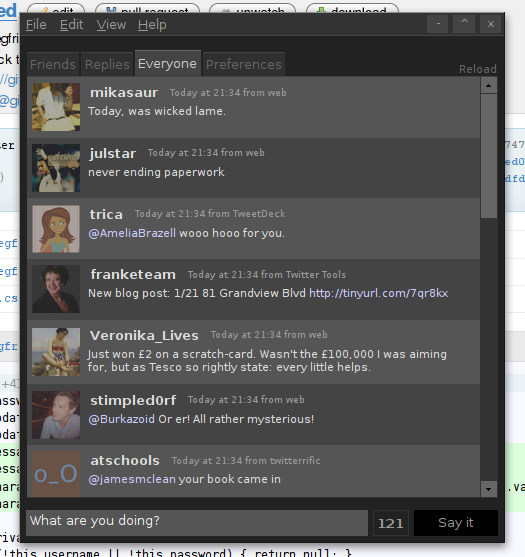 ed edit pull request unwatch download
File Edit View Help - ^ x
Friends Replies Everyone Preferences Reload
mikasaur Today at 21:34 from web
Today, was wicked lame.
julstar Today at 21:34 from web
never ending paperwork
trica Today at 21:34 from TweetDeck
@AmeliaBrazell wooo hooo for you.
franketeam Today at 21:34 from Twitter Tools
New blog post: 1/21 81 Grandview Blvd http://tinyurl.com/7qr8kx
Veronika_Lives Today at 21:34 from web
Just won £2 on a scratch-card. Wasn't the £100,000 I was aiming
for, but as Tesco so rightly state: every little helps.
stimpled0rf Today at 21:34 from web
@Burkazoid Or er! All rather mysterious!
o_O
atschools Today at 21:34 from twitterrific
@jamesmclean your book came in
What are you doing? 121 Say it
(!this.username || !this.password) { return null; }